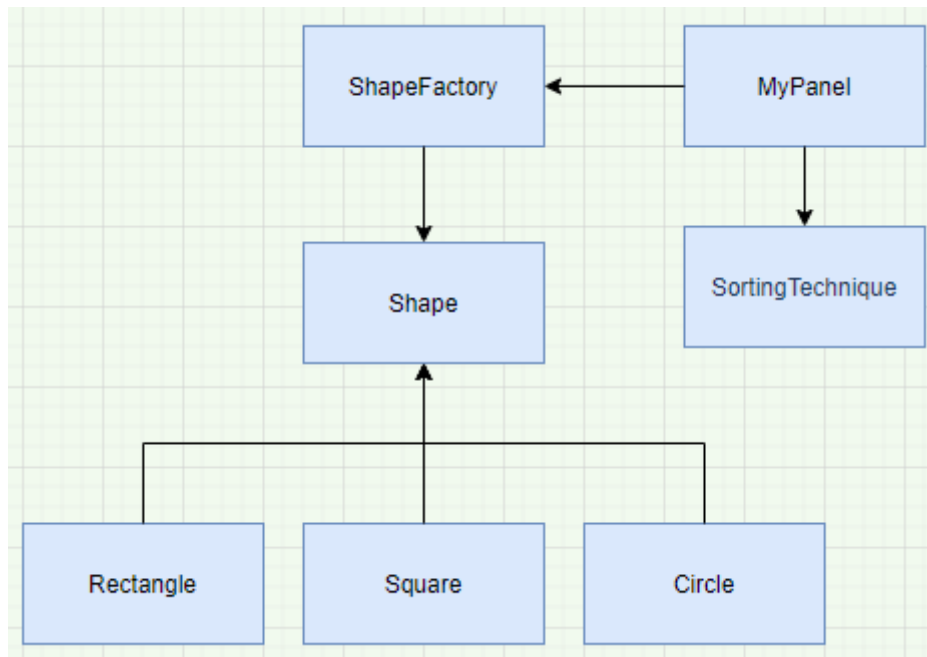 ShapeFactory
MyPanel
Shape
SortingTechnique
Rectangle
Square
Circle